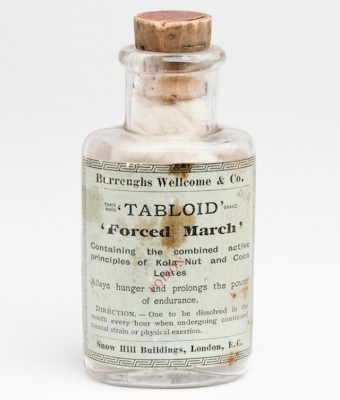 Burroughs Wellcome & Co.
TRADE MARK 'TABLOID' BRAND
'Forced March'
Containing the combined active
principles of Kola Nut and Coca
Leaves
Allays hunger and prolongs the power
of endurance.
DIRECTION.—One to be dissolved in the
mouth every hour when undergoing continued
mental strain or physical exertion.
Snow Hill Buildings, London, E.C.